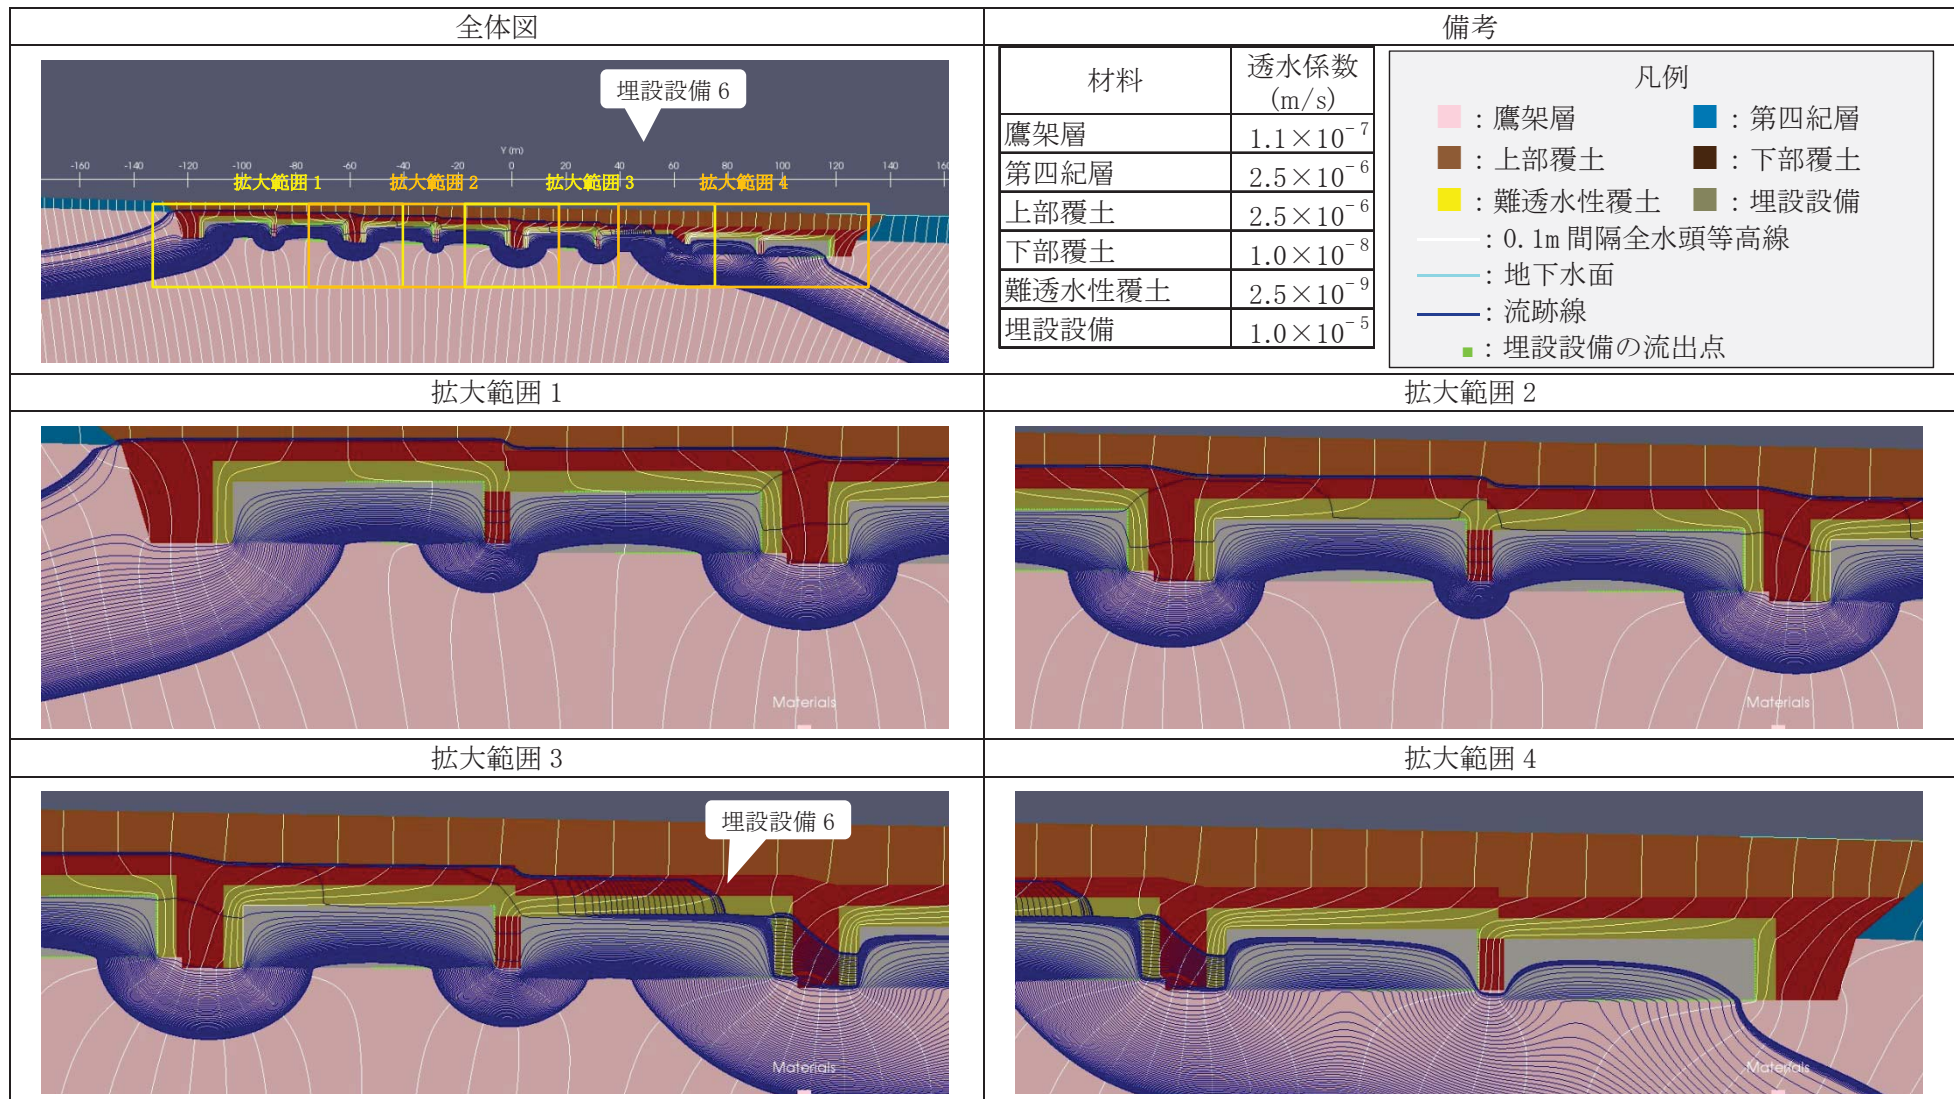 全体図
備考
埋設設備 6
Y (m)
-160 -140 -120 -100 -80 -60 -40 -20 0 20 40 60 80 100 120 140 160
拡大範囲 1 拡大範囲 2 拡大範囲 3 拡大範囲 4
材料 透水係数 (m/s)
鷹架層 1.1×10⁻⁷
第四紀層 2.5×10⁻⁶
上部覆土 2.5×10⁻⁶
下部覆土 1.0×10⁻⁸
難透水性覆土 2.5×10⁻⁹
埋設設備 1.0×10⁻⁵
凡例
：鷹架層 ：第四紀層
：上部覆土 ：下部覆土
：難透水性覆土 ：埋設設備
：0.1m 間隔全水頭等高線
：地下水面
：流跡線
：埋設設備の流出点
拡大範囲 1
拡大範囲 2
Materials
Materials
拡大範囲 3
拡大範囲 4
埋設設備 6
Materials
Materials